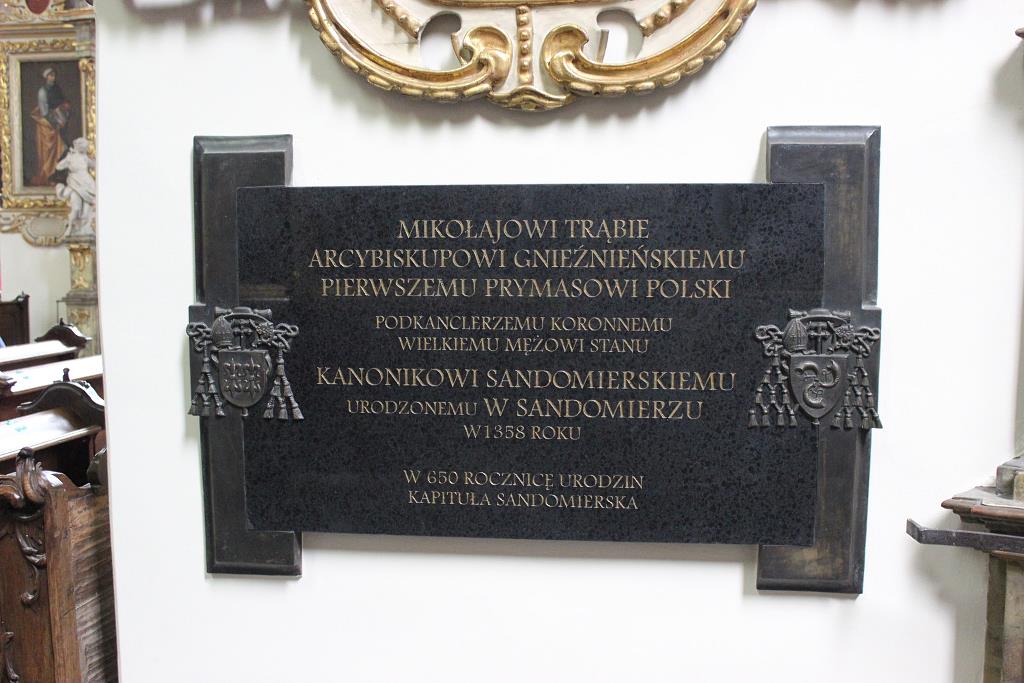 MIKOŁAJOWI TRĄBIE
ARCYBISKUPOWI GNIEŹNIEŃSKIEMU
PIERWSZEMU PRYMASOWI POLSKI
PODKANCLERZEMU KORONNEMU
WIELKIEMU MĘŻOWI STANU
KANONIKOWI SANDOMIERSKIEMU
URODZONEMU W SANDOMIERZU
W 1358 ROKU
W 650 ROCZNICĘ URODZIN
KAPITUŁA SANDOMIERSKA